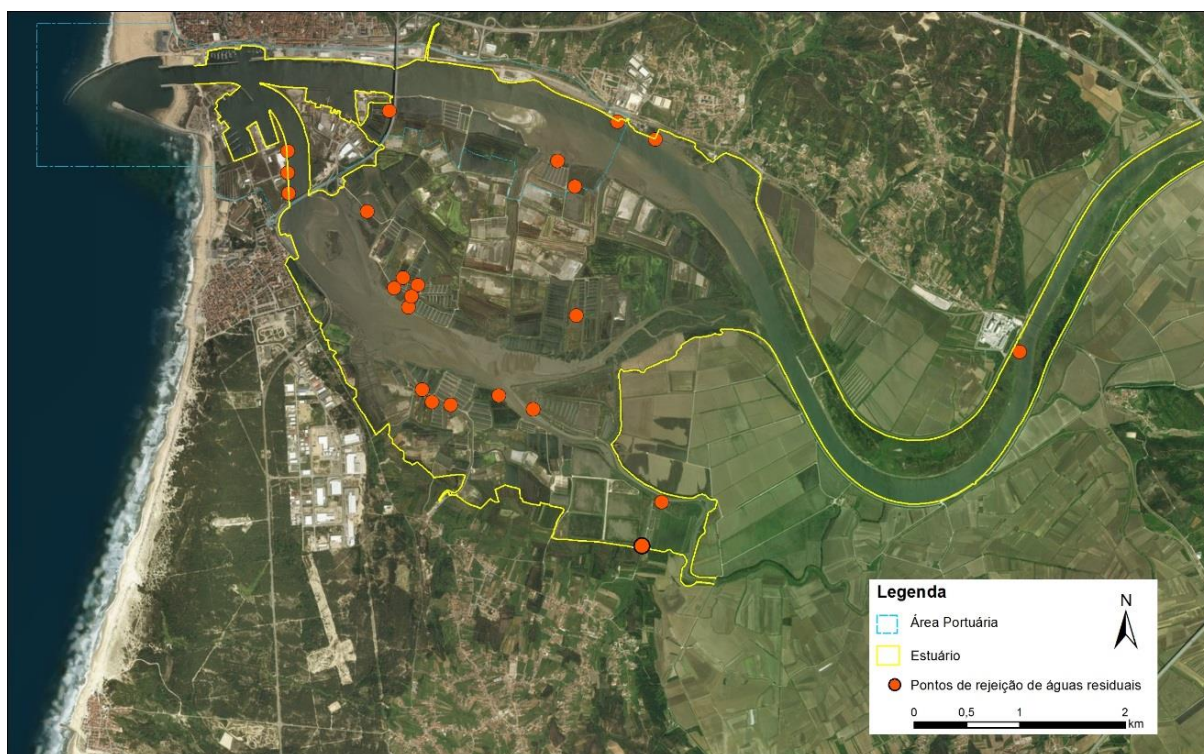 Legenda
N
Área Portuária
Estuário
Pontos de rejeição de águas residuais
0 0,5 1 2
km